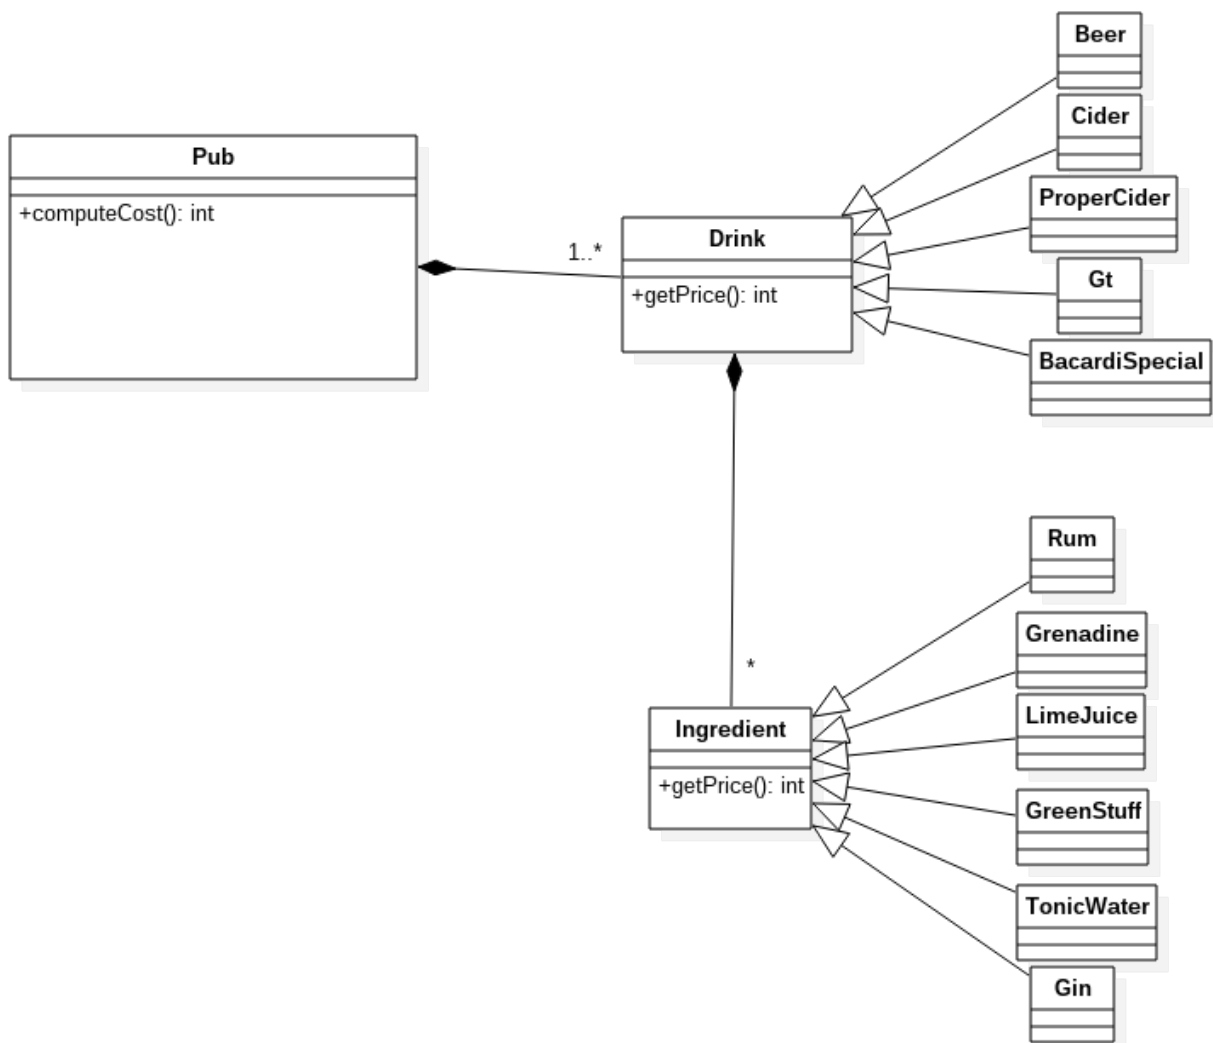 Beer
Cider
Pub
ProperCider
+computeCost(): int
1..*
Drink
Gt
+getPrice(): int
BacardiSpecial
Rum
Grenadine
*
LimeJuice
Ingredient
+getPrice(): int
GreenStuff
TonicWater
Gin